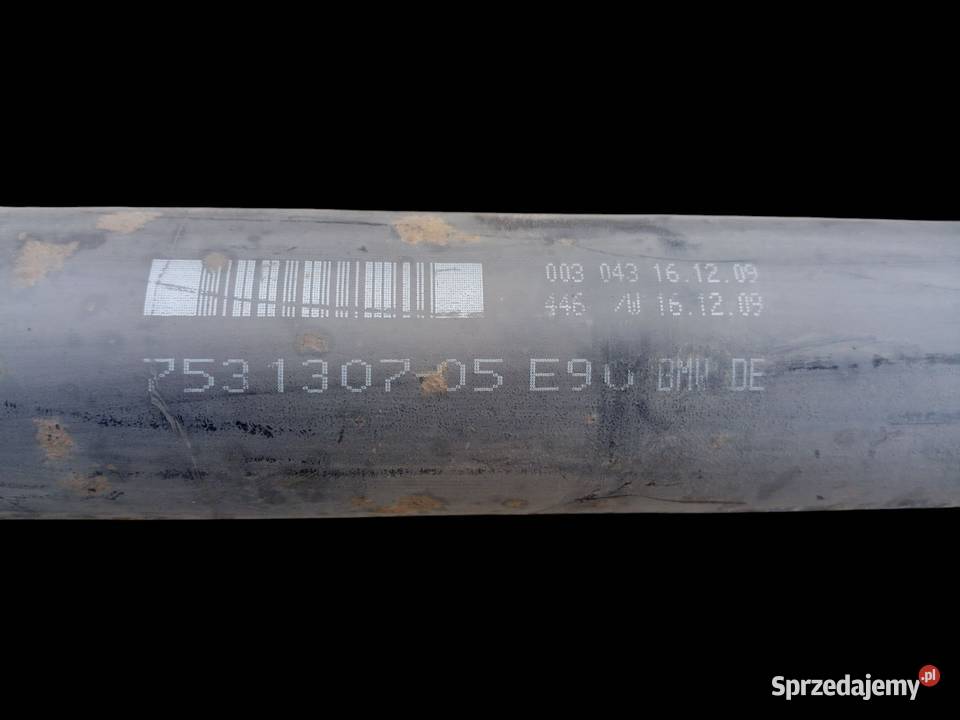 003 043 16.12.09
446 /W 16.12.09
7531307-05 E90 BMW DE
Sprzedajemy.pl